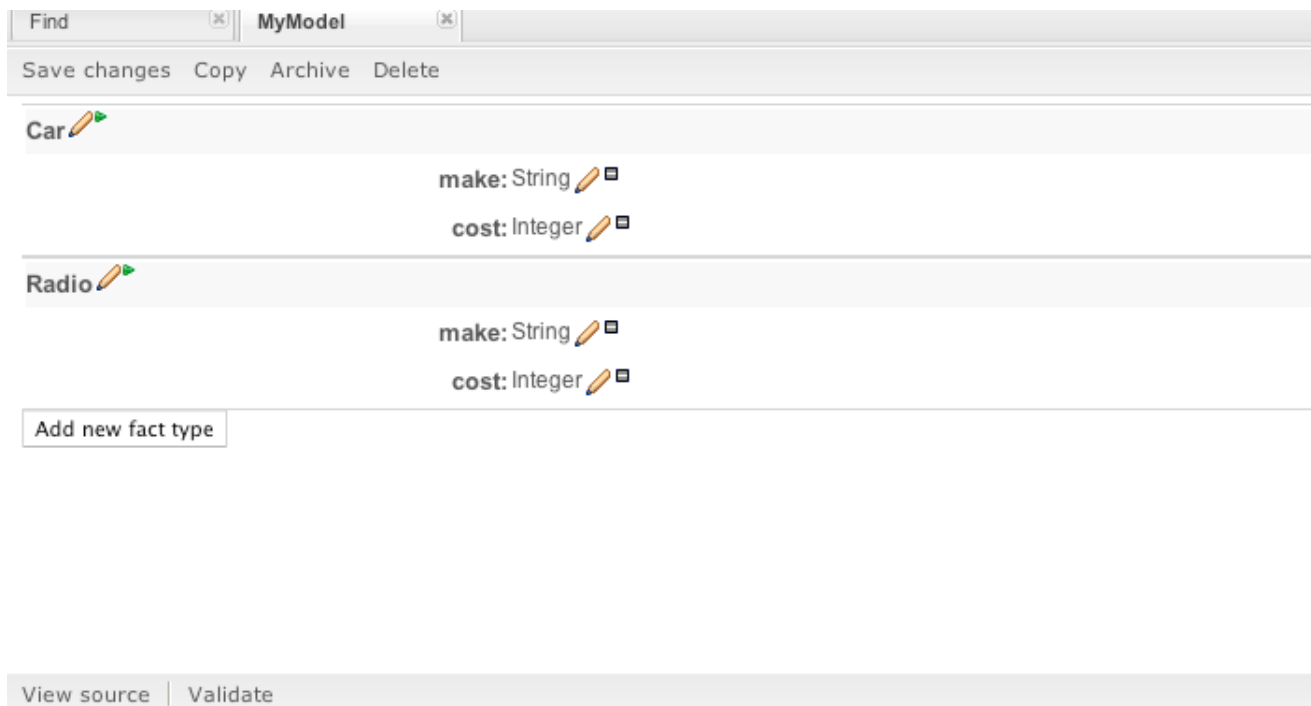 Find MyModel
Save changes Copy Archive Delete
Car
make: String
cost: Integer
Radio
make: String
cost: Integer
Add new fact type
View source Validate